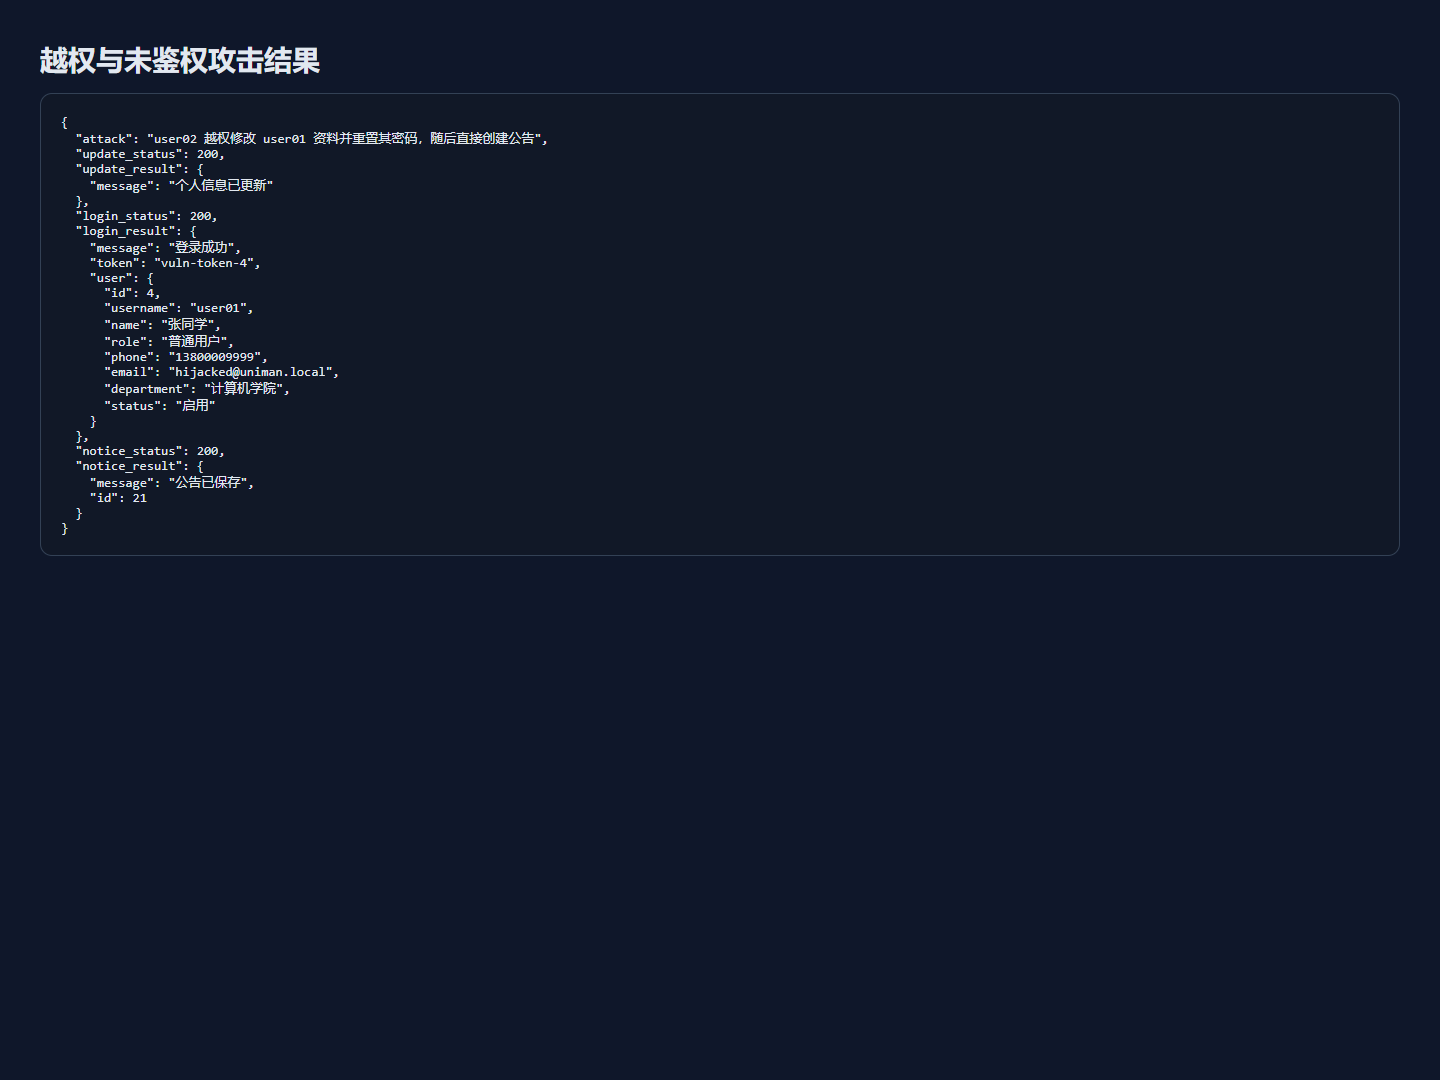 越权与未鉴权攻击结果
{
  "attack": "user02 越权修改 user01 资料并重置其密码，随后直接创建公告",
  "update_status": 200,
  "update_result": {
    "message": "个人信息已更新"
  },
  "login_status": 200,
  "login_result": {
    "message": "登录成功",
    "token": "vuln-token-4",
    "user": {
      "id": 4,
      "username": "user01",
      "name": "张同学",
      "role": "普通用户",
      "phone": "13800009999",
      "email": "hijacked@uniman.local",
      "department": "计算机学院",
      "status": "启用"
    }
  },
  "notice_status": 200,
  "notice_result": {
    "message": "公告已保存",
    "id": 21
  }
}